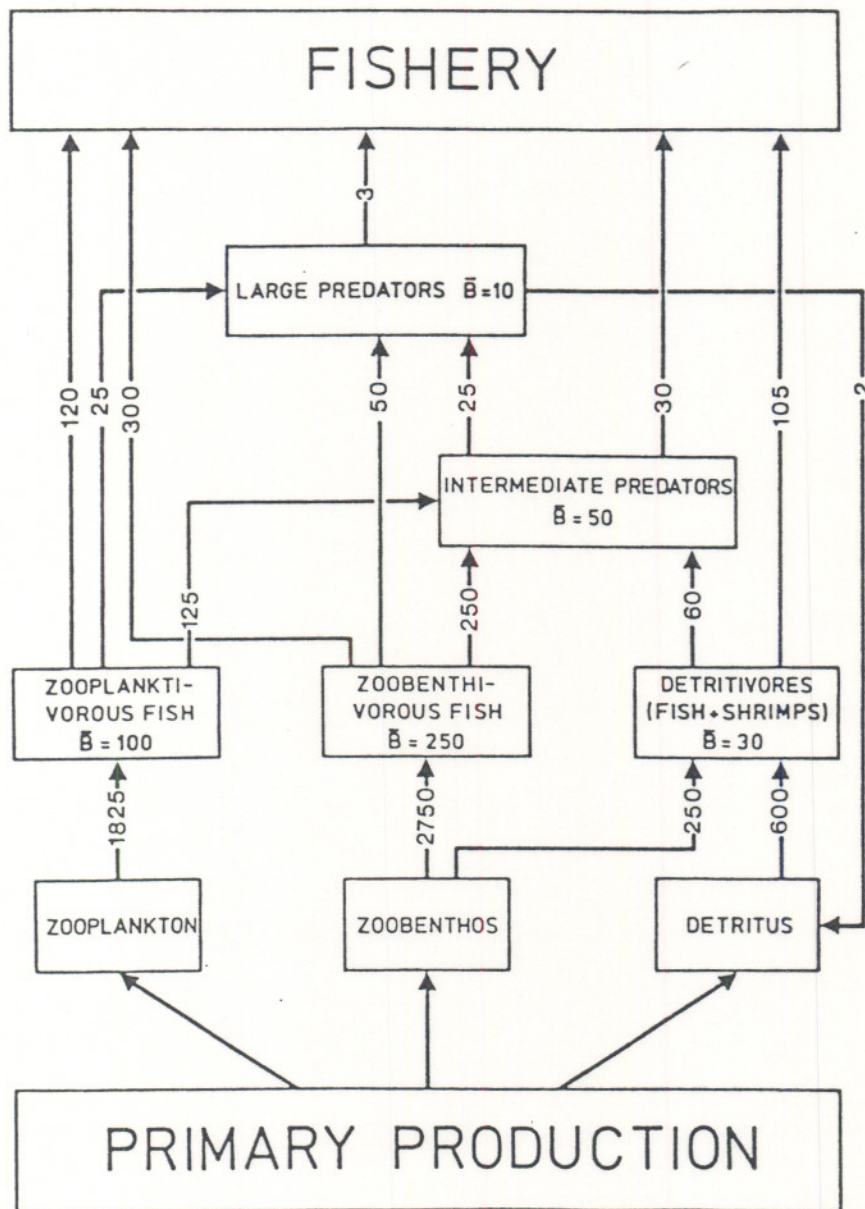 FISHERY
3
LARGE PREDATORS B̄=10
120
25
300
50
25
30
105
2
INTERMEDIATE PREDATORS
B̄ = 50
125
250
60
ZOOPLANKTI-
VOROUS FISH
B̄ = 100
ZOOBENTHI-
VOROUS FISH
B̄ = 250
DETRITIVORES
(FISH+SHRIMPS)
B̄ = 30
1825
2750
250
600
ZOOPLANKTON
ZOOBENTHOS
DETRITUS
PRIMARY PRODUCTION